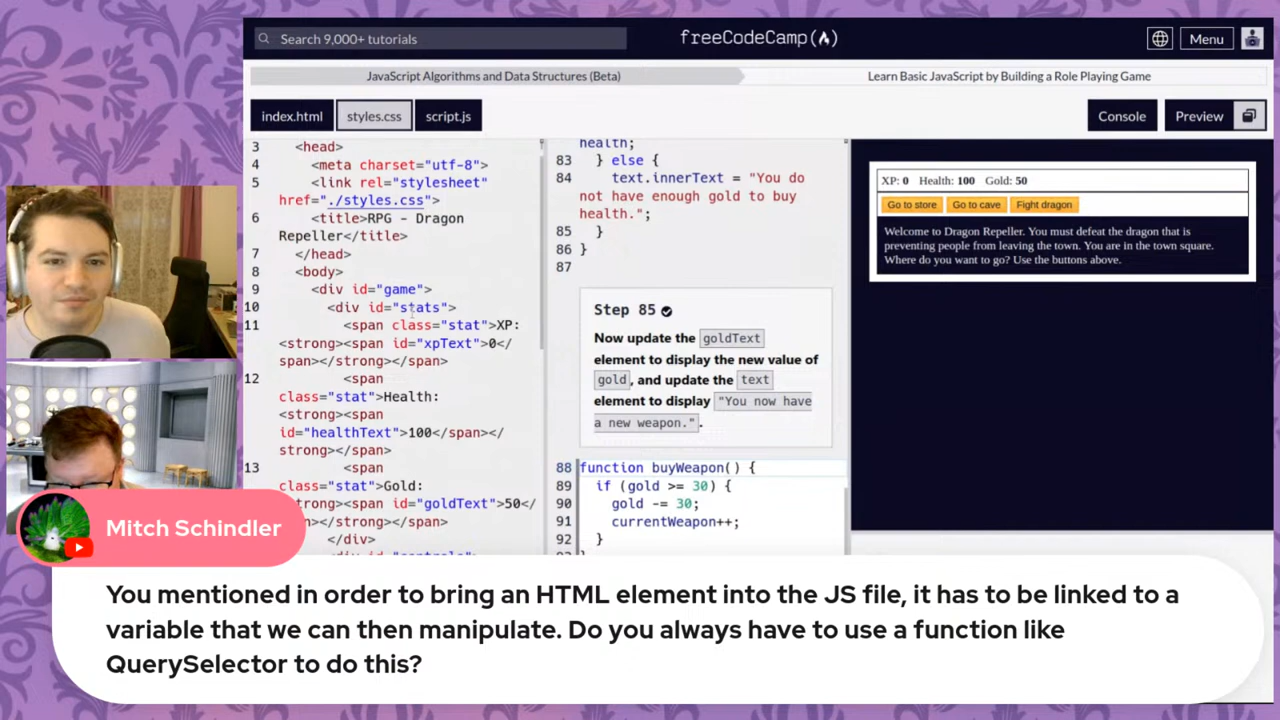 Search 9,000+ tutorials
freeCodeCamp
Menu
JavaScript Algorithms and Data Structures (Beta)
Learn Basic JavaScript by Building a Role Playing Game
index.html
styles.css
script.js
Console
Preview
3 <head>
4 <meta charset="utf-8">
5 <link rel="stylesheet"
href="./styles.css">
6 <title>RPG - Dragon
Repeller</title>
7 </head>
8 <body>
9 <div id="game">
10 <div id="stats">
11 <span class="stat">XP:
<strong><span id="xpText">0</
span></strong></span>
12 <span
class="stat">Health:
<strong><span
id="healthText">100</span></
strong></span>
13 <span
class="stat">Gold:
trong><span id="goldText">50</
></strong></span>
</div>
health;
83 } else {
84 text.innerText = "You do
not have enough gold to buy
health.";
85 }
86 }
87
Step 85
Now update the goldText
element to display the new value of
gold, and update the text
element to display "You now have
a new weapon.".
88 function buyWeapon() {
89 if (gold >= 30) {
90 gold -= 30;
91 currentWeapon++;
92 }
XP: 0 Health: 100 Gold: 50
Go to store
Go to cave
Fight dragon
Welcome to Dragon Repeller. You must defeat the dragon that is
preventing people from leaving the town. You are in the town square.
Where do you want to go? Use the buttons above.
Mitch Schindler
You mentioned in order to bring an HTML element into the JS file, it has to be linked to a
variable that we can then manipulate. Do you always have to use a function like
QuerySelector to do this?